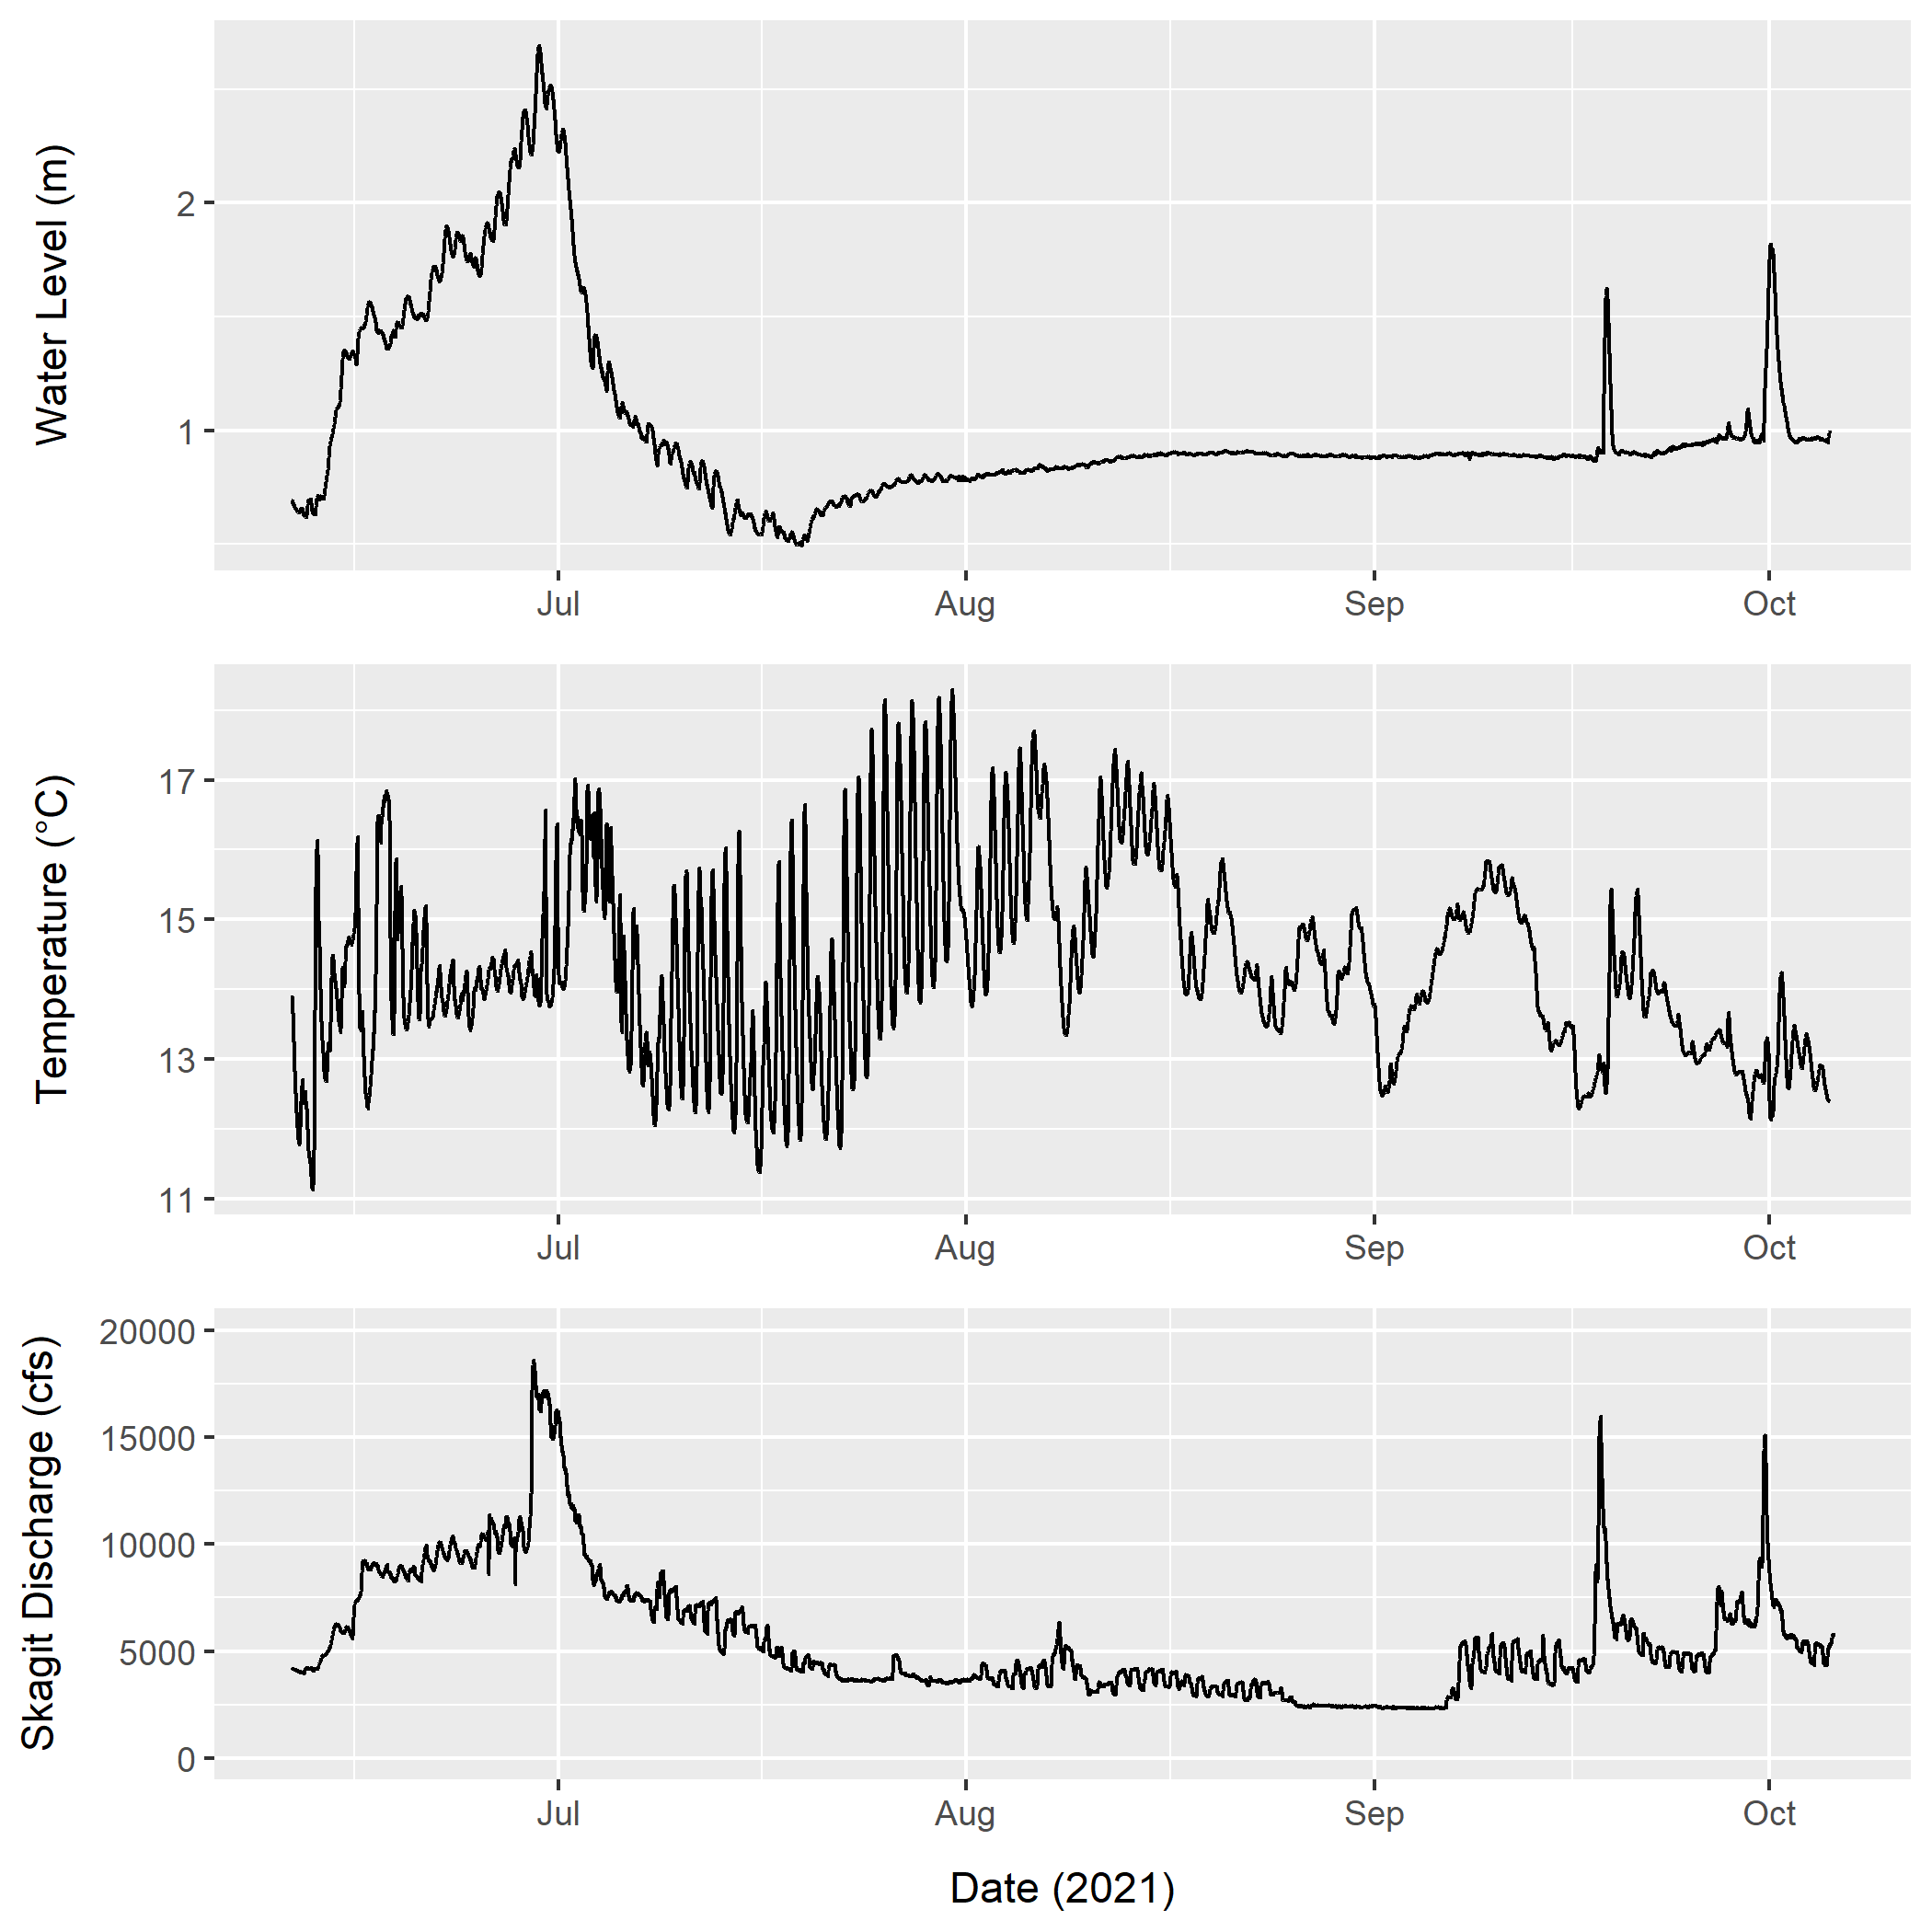 Water Level (m)
2
1
Jul Aug Sep Oct
Temperature (°C)
17
15
13
11
Jul Aug Sep Oct
Skagit Discharge (cfs)
20000
15000
10000
5000
0
Jul Aug Sep Oct
Date (2021)